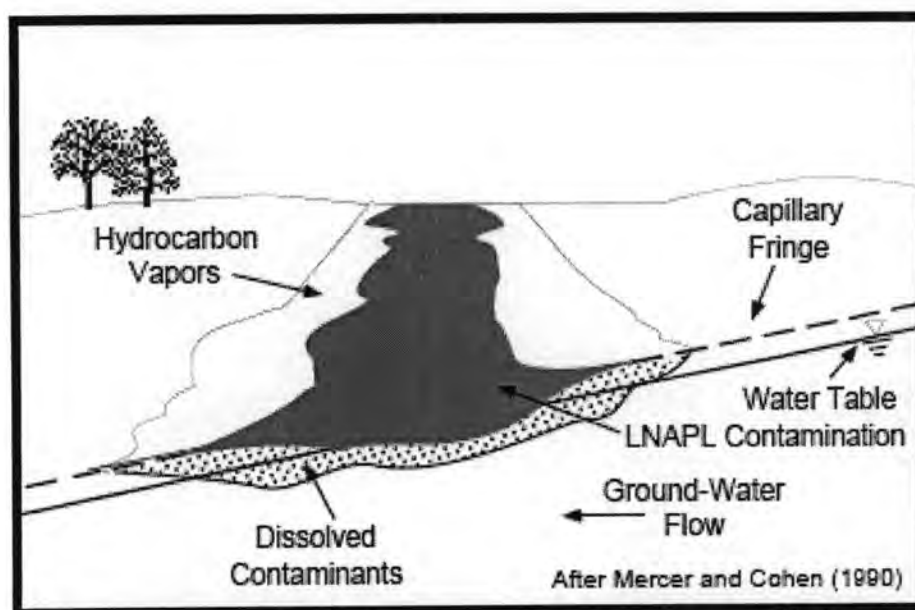 Hydrocarbon
Vapors
Capillary
Fringe
Water Table
LNAPL Contamination
Ground-Water
Flow
Dissolved
Contaminants
After Mercer and Cohen (1990)